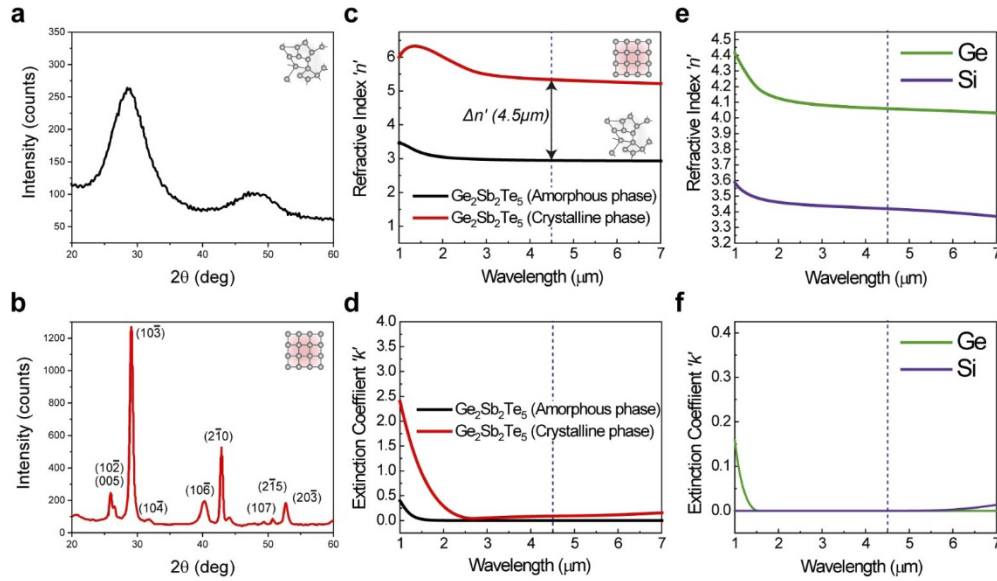 a
Intensity (counts)
300
250
200
150
100
75
50
20 30 40 50 60
2θ (deg)
b
Intensity (counts)
1200
1000
800
600
400
200
50
(102̅)
(005)
(103̅)
(104̅)
(106̅)
(21̅0)
(107)
(21̅5)
(203̅)
20 30 40 50 60
2θ (deg)
c
Refractive Index 'n'
7
6
5
4
3
2
1
0
Δn' (4.5μm)
Ge₂Sb₂Te₅ (Amorphous phase)
Ge₂Sb₂Te₅ (Crystalline phase)
1 2 3 4 5 6 7
Wavelength (μm)
d
Extinction Coeffiient 'k'
4.0
3.5
3.0
2.5
2.0
1.5
1.0
0.5
0.0
Ge₂Sb₂Te₅ (Amorphous phase)
Ge₂Sb₂Te₅ (Crystalline phase)
1 2 3 4 5 6 7
Wavelength (μm)
e
Refractive Index 'n'
4.5
4.4
4.3
4.2
4.1
4.0
3.9
3.8
3.7
3.6
3.5
3.4
3.3
3.2
Ge
Si
1 2 3 4 5 6 7
Wavelength (μm)
f
Extinction Coeffiient 'k'
0.4
0.3
0.2
0.1
0.0
Ge
Si
1 2 3 4 5 6 7
Wavelength (μm)